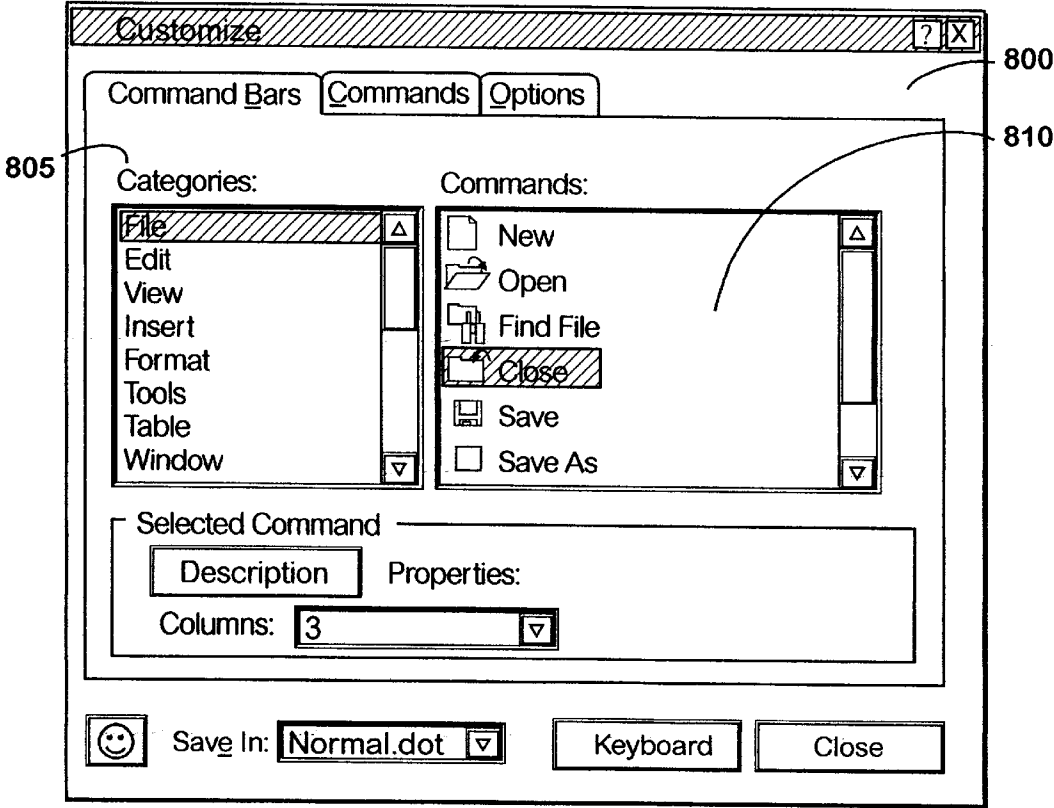 Customize ? X
800
Command Bars Commands Options
810
805
Categories: Commands:
File
Edit
View
Insert
Format
Tools
Table
Window
New
Open
Find File
Close
Save
Save As
Selected Command
Description Properties:
Columns: 3
Save In: Normal.dot Keyboard Close